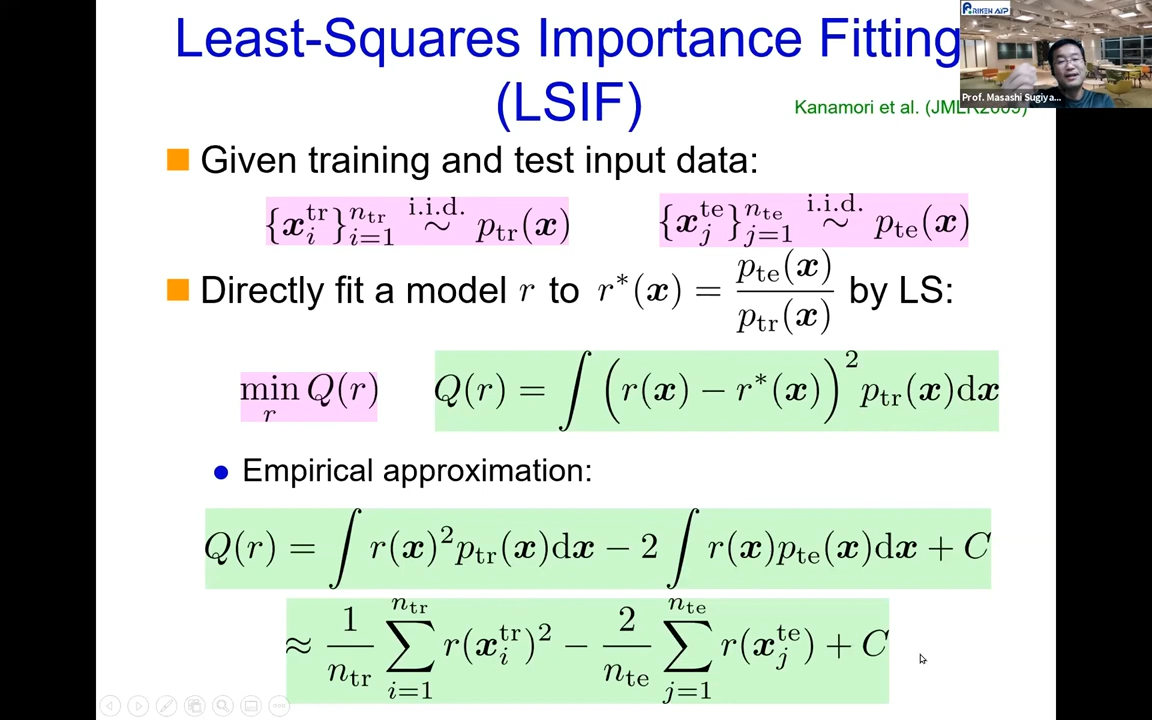 Least-Squares Importance Fitting
(LSIF)
RIKEN AIP
Prof. Masashi Sugiya...
Kanamori et al. (JMLR2009)
Given training and test input data:
{x_i^tr}_{i=1}^{n_tr} i.i.d. ~ p_tr(x)    {x_j^te}_{j=1}^{n_te} i.i.d. ~ p_te(x)
Directly fit a model r to r*(x) = p_te(x) / p_tr(x) by LS:
min_r Q(r)    Q(r) = ∫ (r(x) − r*(x))² p_tr(x)dx
Empirical approximation:
Q(r) = ∫ r(x)² p_tr(x)dx − 2 ∫ r(x)p_te(x)dx + C
≈ 1/n_tr ∑_{i=1}^{n_tr} r(x_i^tr)² − 2/n_te ∑_{j=1}^{n_te} r(x_j^te) + C